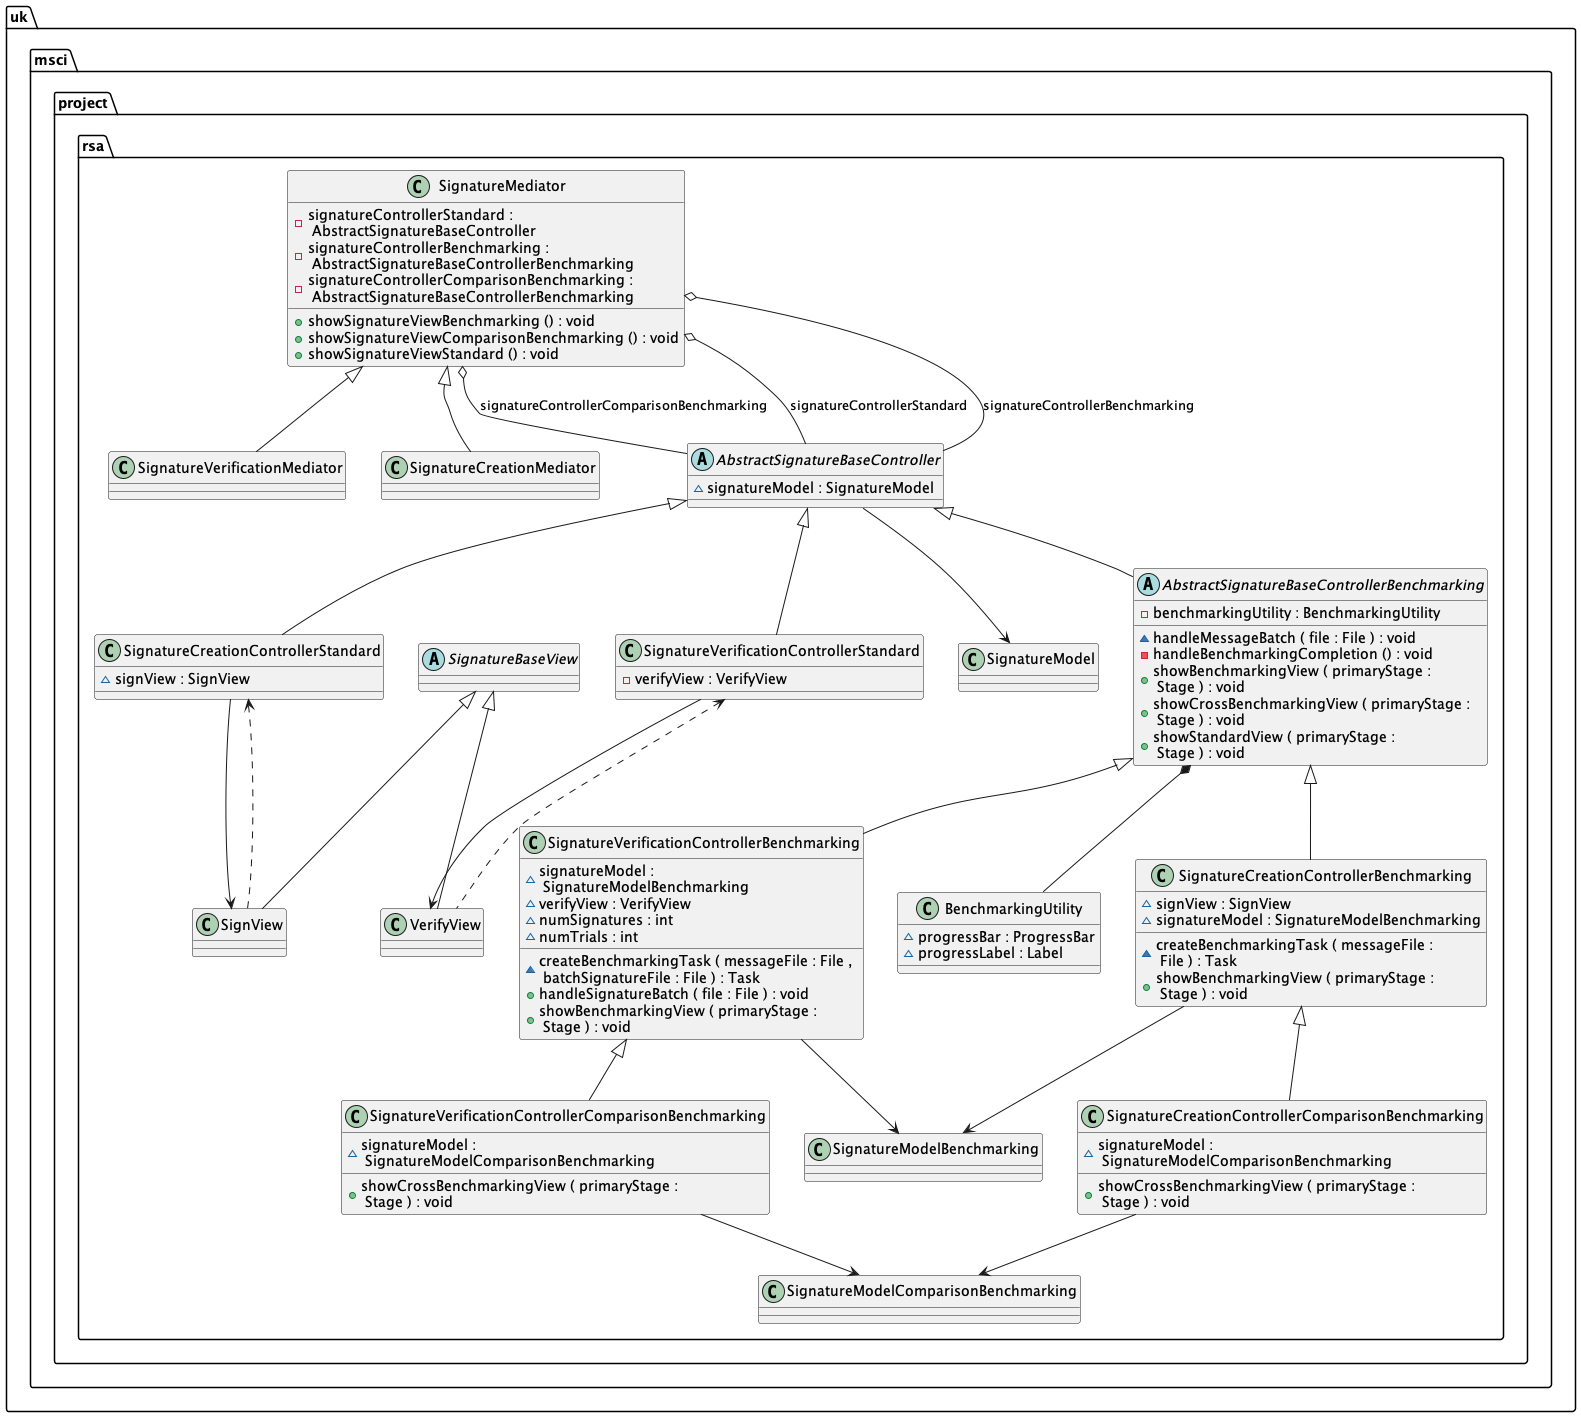 uk
msci
project
rsa
C SignatureMediator
signatureControllerStandard :
AbstractSignatureBaseController
signatureControllerBenchmarking :
AbstractSignatureBaseControllerBenchmarking
signatureControllerComparisonBenchmarking :
AbstractSignatureBaseControllerBenchmarking
showSignatureViewBenchmarking () : void
showSignatureViewComparisonBenchmarking () : void
showSignatureViewStandard () : void
signatureControllerComparisonBenchmarking
signatureControllerStandard
signatureControllerBenchmarking
C SignatureVerificationMediator
C SignatureCreationMediator
A AbstractSignatureBaseController
signatureModel : SignatureModel
A AbstractSignatureBaseControllerBenchmarking
benchmarkingUtility : BenchmarkingUtility
handleMessageBatch ( file : File ) : void
handleBenchmarkingCompletion () : void
showBenchmarkingView ( primaryStage :
Stage ) : void
showCrossBenchmarkingView ( primaryStage :
Stage ) : void
showStandardView ( primaryStage :
Stage ) : void
C SignatureCreationControllerStandard
signView : SignView
A SignatureBaseView
C SignatureVerificationControllerStandard
verifyView : VerifyView
C SignatureModel
C SignView
C VerifyView
C SignatureVerificationControllerBenchmarking
signatureModel :
SignatureModelBenchmarking
verifyView : VerifyView
numSignatures : int
numTrials : int
createBenchmarkingTask ( messageFile : File ,
batchSignatureFile : File ) : Task
handleSignatureBatch ( file : File ) : void
showBenchmarkingView ( primaryStage :
Stage ) : void
C BenchmarkingUtility
progressBar : ProgressBar
progressLabel : Label
C SignatureCreationControllerBenchmarking
signView : SignView
signatureModel : SignatureModelBenchmarking
createBenchmarkingTask ( messageFile :
File ) : Task
showBenchmarkingView ( primaryStage :
Stage ) : void
C SignatureVerificationControllerComparisonBenchmarking
signatureModel :
SignatureModelComparisonBenchmarking
showCrossBenchmarkingView ( primaryStage :
Stage ) : void
C SignatureModelBenchmarking
C SignatureCreationControllerComparisonBenchmarking
signatureModel :
SignatureModelComparisonBenchmarking
showCrossBenchmarkingView ( primaryStage :
Stage ) : void
C SignatureModelComparisonBenchmarking